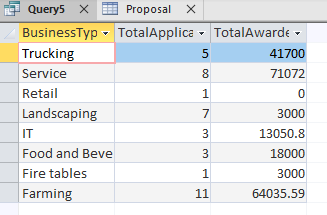 Query5 Proposal
BusinessTyp TotalApplica TotalAwarde
Trucking 5 41700
Service 8 71072
Retail 1 0
Landscaping 7 3000
IT 3 13050.8
Food and Beve 3 18000
Fire tables 1 3000
Farming 11 64035.59